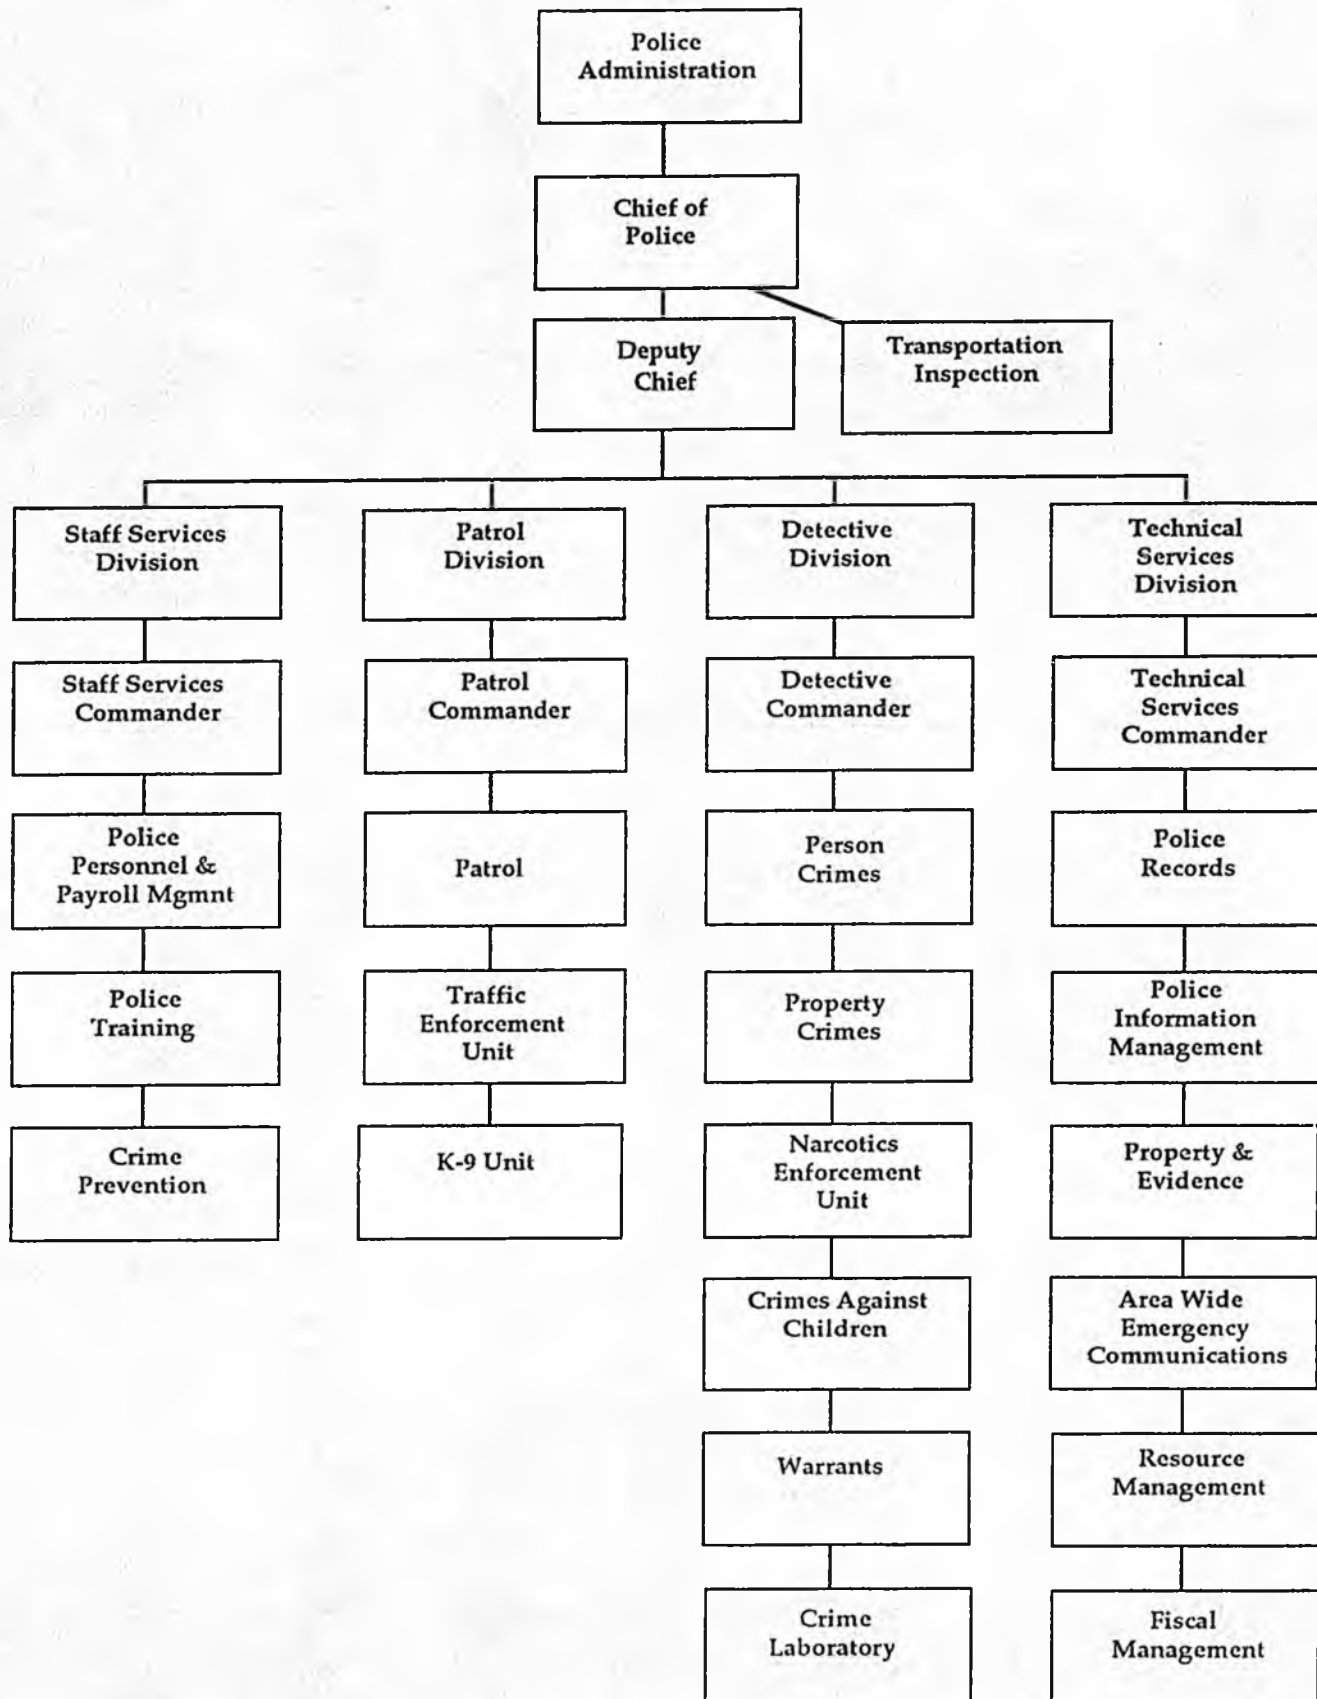 Police
Administration
Chief of
Police
Deputy
Chief
Transportation
Inspection
Staff Services
Division
Patrol
Division
Detective
Division
Technical
Services
Division
Staff Services
Commander
Patrol
Commander
Detective
Commander
Technical
Services
Commander
Police
Personnel &
Payroll Mgmnt
Patrol
Person
Crimes
Police
Records
Police
Training
Traffic
Enforcement
Unit
Property
Crimes
Police
Information
Management
Crime
Prevention
K-9 Unit
Narcotics
Enforcement
Unit
Property &
Evidence
Crimes Against
Children
Area Wide
Emergency
Communications
Warrants
Resource
Management
Crime
Laboratory
Fiscal
Management